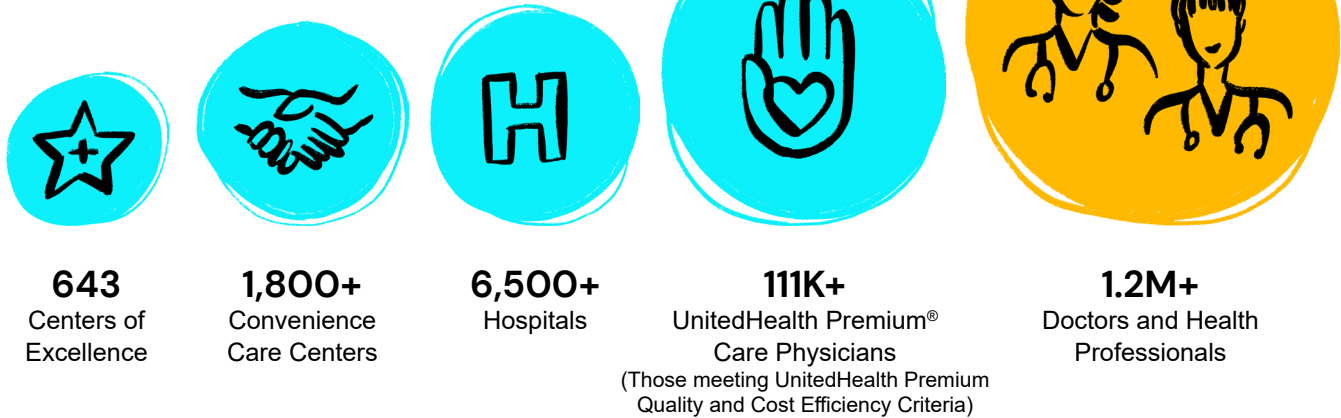 643
Centers of
Excellence
1,800+
Convenience
Care Centers
6,500+
Hospitals
111K+
UnitedHealth Premium®
Care Physicians
(Those meeting UnitedHealth Premium
Quality and Cost Efficiency Criteria)
1.2M+
Doctors and Health
Professionals